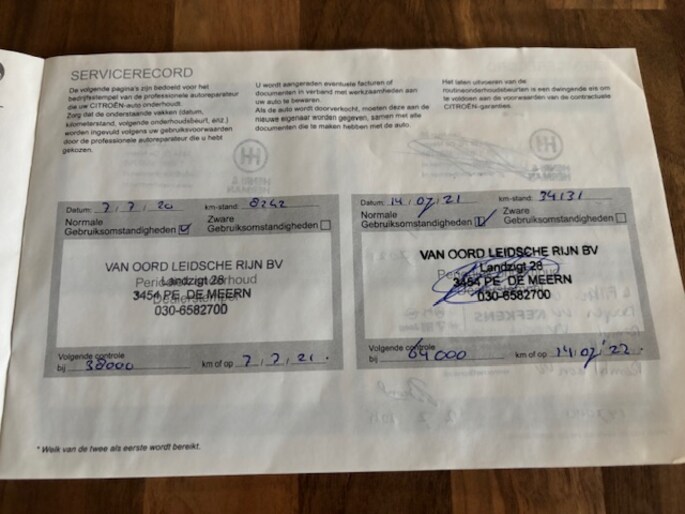 SERVICERECORD
De volgende pagina's zijn bedoeld voor het
bedrijfsstempel van de professionele autoreparateur
die uw CITROËN-auto onderhoudt.
Zorg dat de onderstaande vakken (datum,
kilometerstand, volgende onderhoudsbeurt, enz.)
worden ingevuld volgens uw gebruiksvoorwaarden
door de professionele autoreparateur die u hebt
gekozen.
U wordt aangeraden eventuele facturen of
documenten in verband met werkzaamheden aan
uw auto te bewaren.
Als de auto wordt doorverkocht, moeten deze aan de
nieuwe eigenaar worden gegeven, samen met alle
documenten die te maken hebben met de auto.
Het laten uitvoeren van de
routineonderhoudsbeurten is een dwingende eis om
te voldoen aan de voorwaarden van de contractuele
CITROËN-garanties.
Datum: 7 / 7 / 20 km-stand: 8242
Normale
Gebruiksomstandigheden
Zware
Gebruiksomstandigheden
VAN OORD LEIDSCHE RIJN BV
Periodiek onderhoud
Landzigt 28
3454 PE DE MEERN
Dealerstempel
030-6582700
Volgende controle
bij 38000 km of op 7 / 7 / 21.
Datum: 14 / 07 / 21 km-stand: 34131
Normale
Gebruiksomstandigheden
Zware
Gebruiksomstandigheden
VAN OORD LEIDSCHE RIJN BV
Landzigt 28
3454 PE DE MEERN
030-6582700
Volgende controle
bij 64000 km of op 14 / 07 / 22.
* Welk van de twee als eerste wordt bereikt.